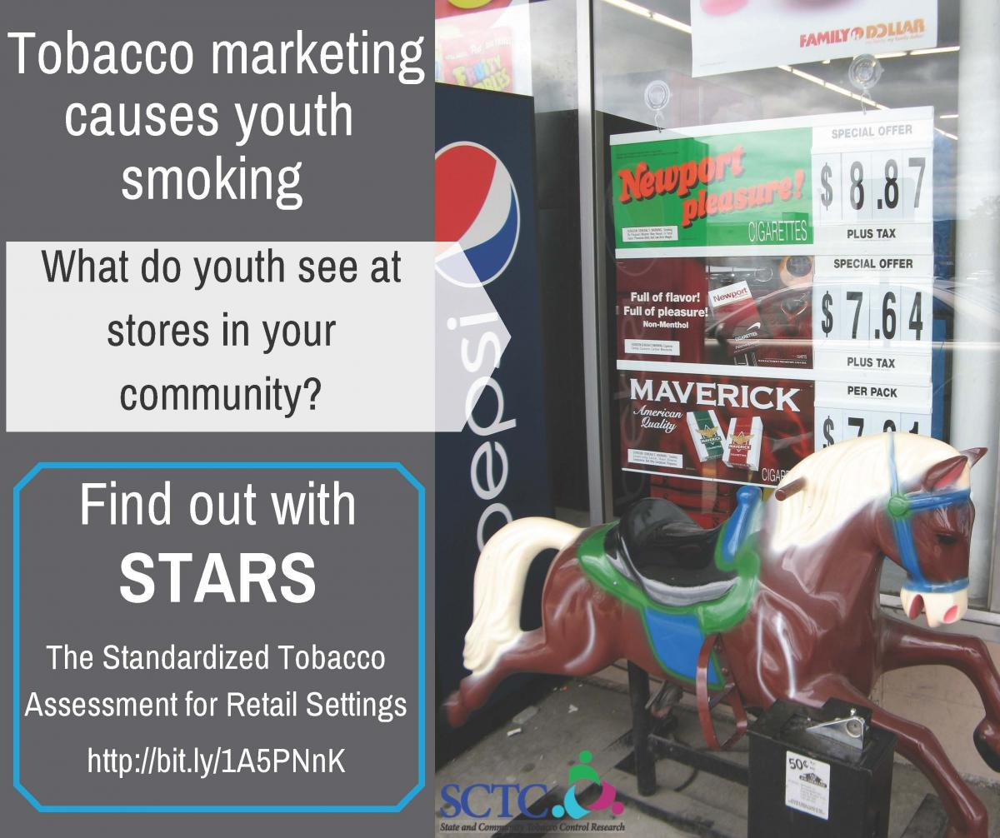 Tobacco marketing
causes youth
smoking
What do youth see at
stores in your
community?
Find out with
STARS
The Standardized Tobacco
Assessment for Retail Settings
http://bit.ly/1A5PNnK
FAMILY DOLLAR
pepsi
Newport
pleasure!
CIGARETTES
SPECIAL OFFER
$ 8.87
PLUS TAX
Full of flavor!
Full of pleasure!
Non-Menthol
Newport
SPECIAL OFFER
$ 7.64
PLUS TAX
MAVERICK
American
Quality
MAVERICK
MAVERICK
PER PACK
50¢
SCTC
State and Community Tobacco Control Research